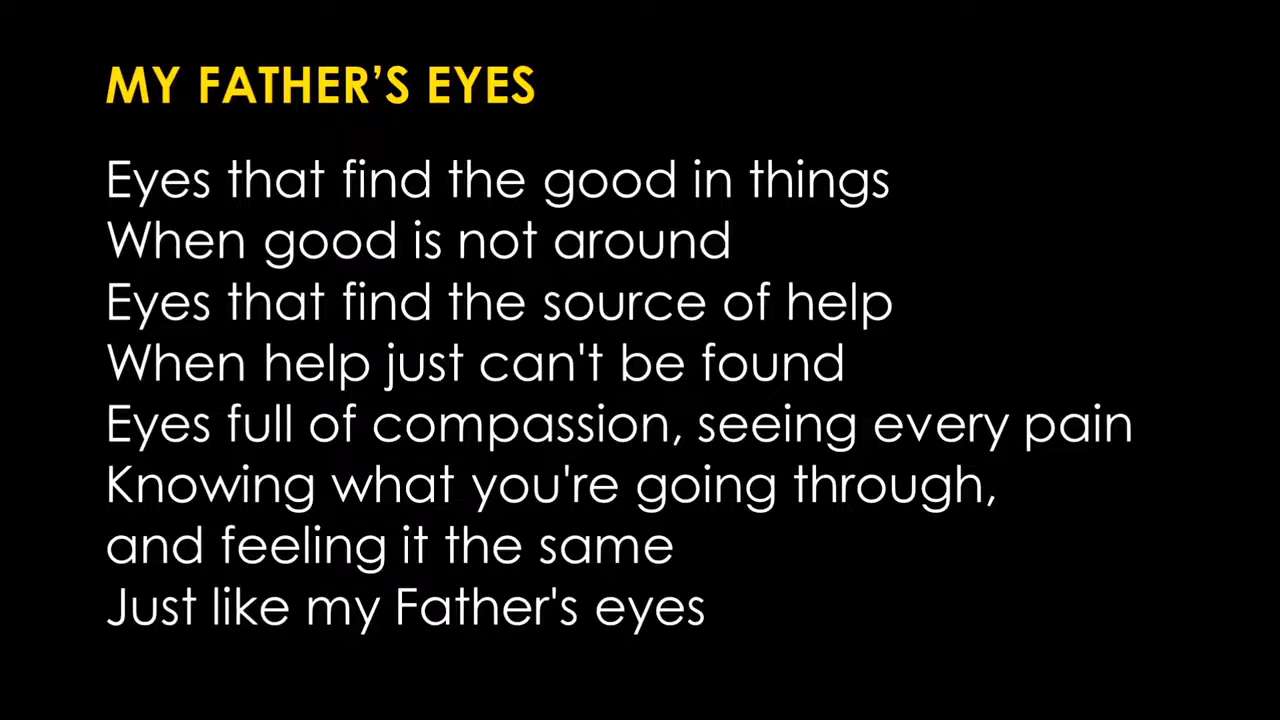 MY FATHER’S EYES
Eyes that find the good in things
When good is not around
Eyes that find the source of help
When help just can't be found
Eyes full of compassion, seeing every pain
Knowing what you're going through,
and feeling it the same
Just like my Father's eyes